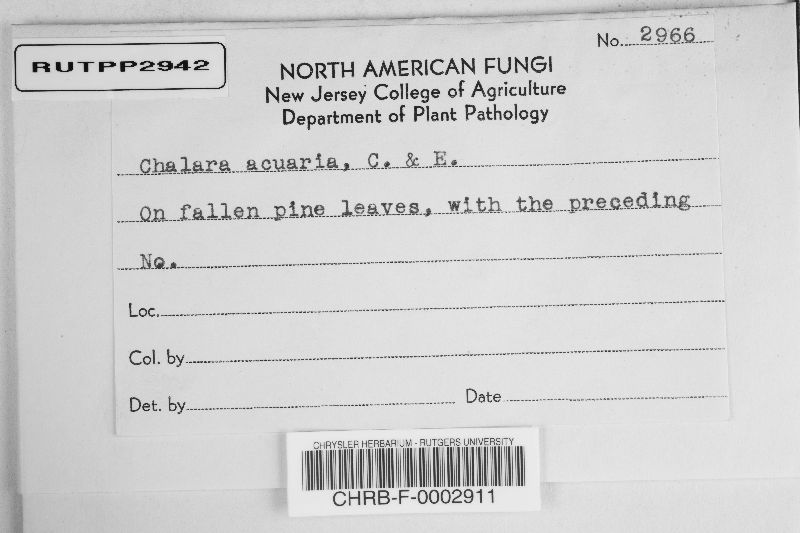 RUTPP2942
No. 2966
NORTH AMERICAN FUNGI
New Jersey College of Agriculture
Department of Plant Pathology
Chalara acuaria, C. & E.
On fallen pine leaves, with the preceding
No.
Loc.
Col. by
Det. by Date
CHRYSLER HERBARIUM - RUTGERS UNIVERSITY
CHRB-F-0002911